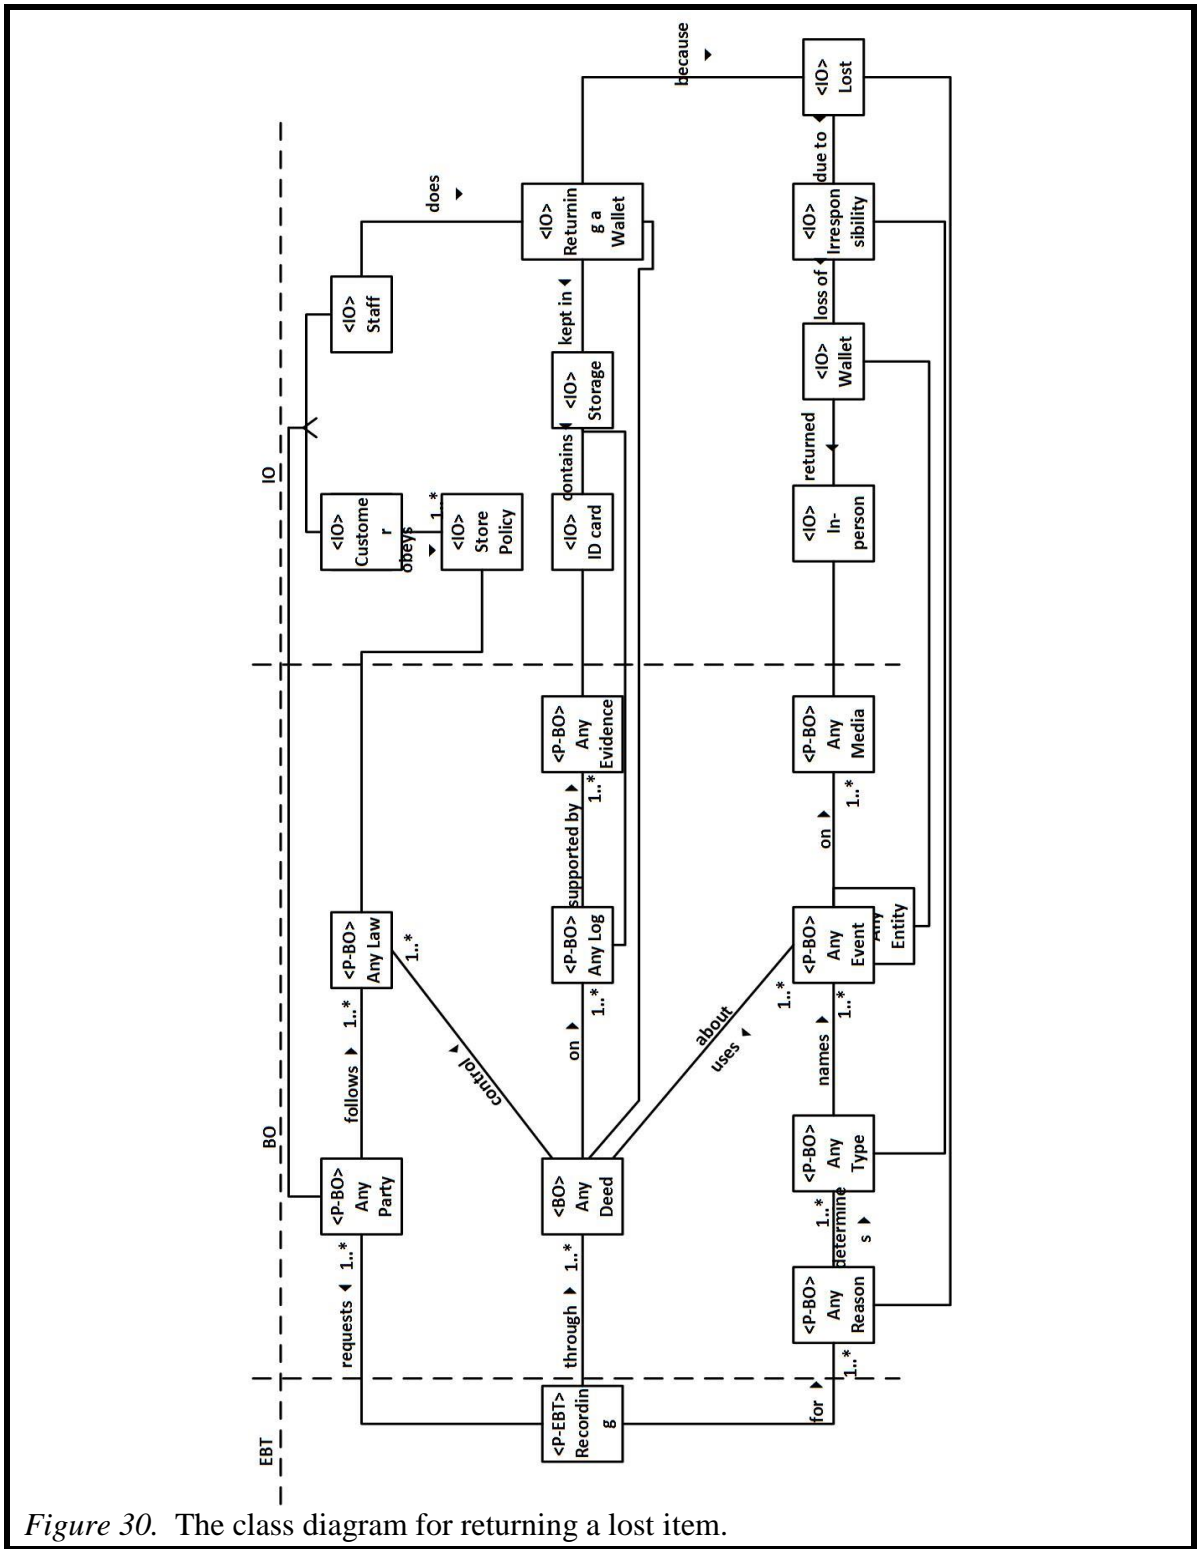 EBT
BO
IO
<P-EBT>
Recordin
g
requests
1..*
through
1..*
for
1..*
<P-BO>
Any
Party
follows
1..*
<P-BO>
Any Law
1..*
control
<BO>
Any
Deed
on
1..*
<P-BO>
Any Log
supported by
1..*
<P-BO>
Any
Evidence
about
uses
1..*
<P-BO>
Any
Reason
determine
s
1..*
<P-BO>
Any
Type
names
1..*
<P-BO>
Any
Event
Any
Entity
on
1..*
<P-BO>
Any
Media
<IO>
Custome
r
obeys
1..*
<IO>
Store
Policy
<IO>
Staff
does
<IO>
ID card
contains
<IO>
Storage
kept in
<IO>
Returnin
g a
Wallet
because
<IO>
In-
person
returned
<IO>
Wallet
loss of
<IO>
Irrespon
sibility
due to
<IO>
Lost
Figure 30. The class diagram for returning a lost item.